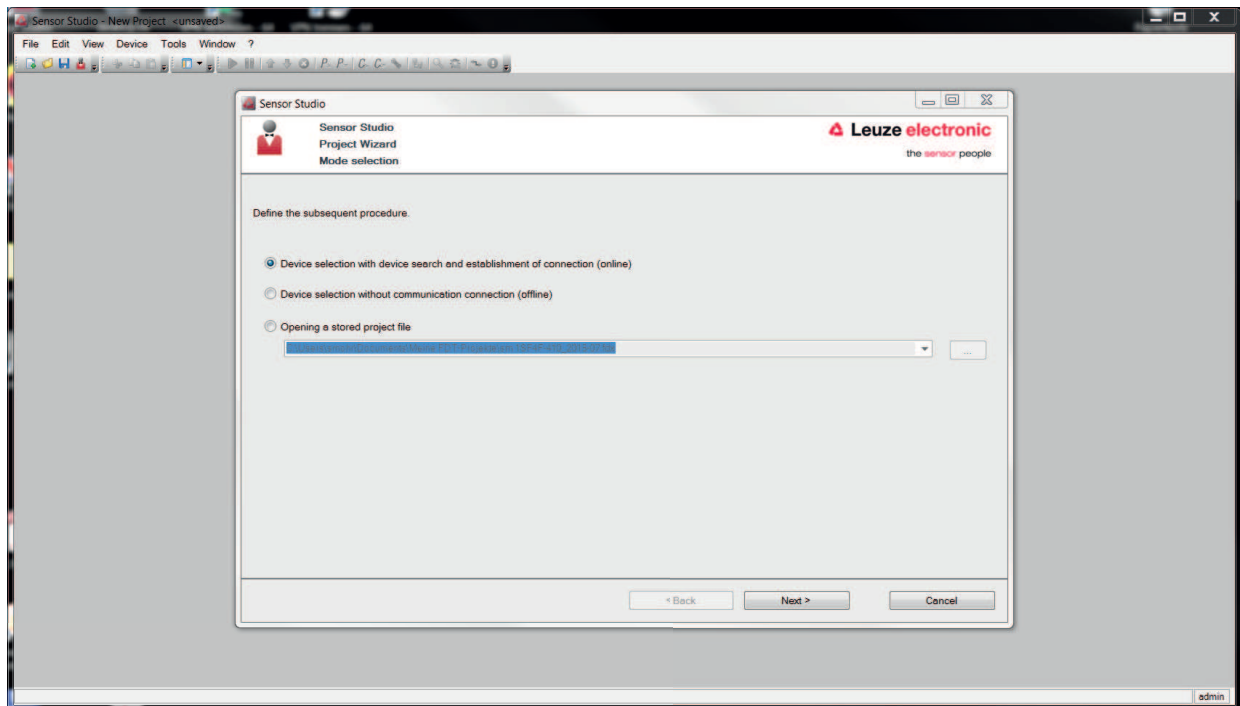 Sensor Studio - New Project <unsaved>
File Edit View Device Tools Window ?
Sensor Studio
Sensor Studio
Project Wizard
Mode selection
Leuze electronic
the sensor people
Define the subsequent procedure.
Device selection with device search and establishment of connection (online)
Device selection without communication connection (offline)
Opening a stored project file
...
< Back
Next >
Cancel
admin